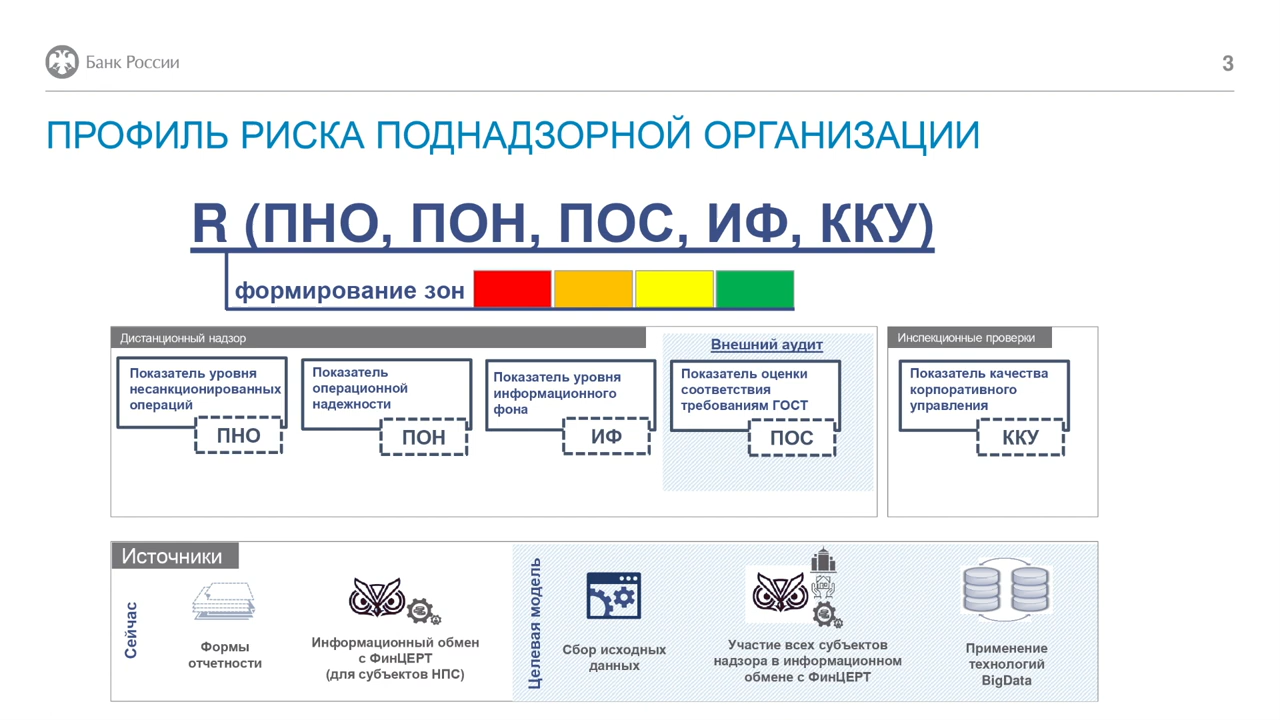 Банк России
3
ПРОФИЛЬ РИСКА ПОДНАДЗОРНОЙ ОРГАНИЗАЦИИ
R (ПНО, ПОН, ПОС, ИФ, ККУ)
формирование зон
Дистанционный надзор
Показатель уровня
несанкционированных
операций
ПНО
Показатель
операционной
надежности
ПОН
Показатель уровня
информационного
фона
ИФ
Внешний аудит
Показатель оценки
соответствия
требованиям ГОСТ
ПОС
Инспекционные проверки
Показатель качества
корпоративного
управления
ККУ
Источники
Сейчас
Формы
отчетности
Информационный обмен
с ФинЦЕРТ
(для субъектов НПС)
Целевая модель
Сбор исходных
данных
Участие всех субъектов
надзора в информационном
обмене с ФинЦЕРТ
Применение
технологий
BigData